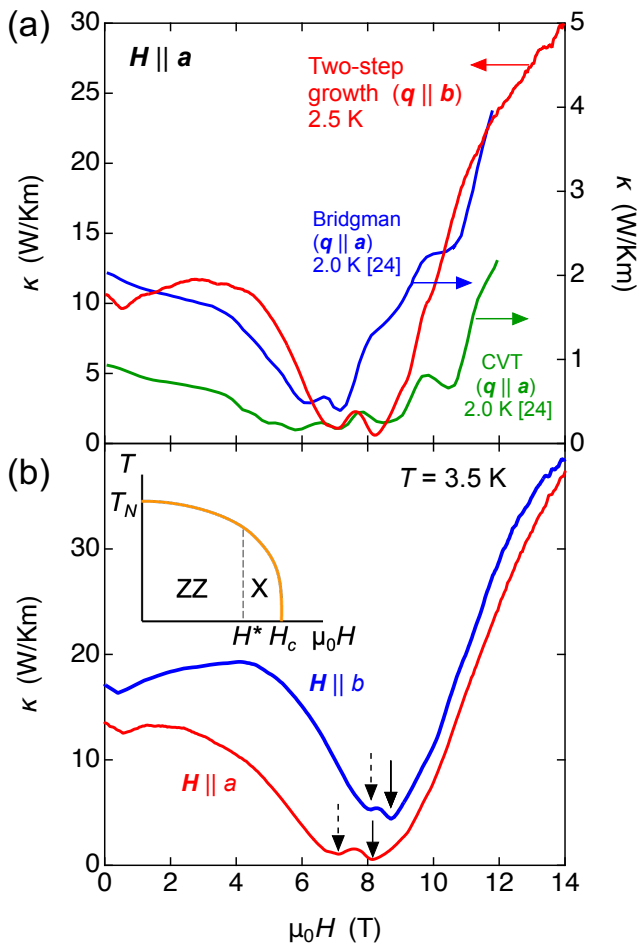 (a)
H || a
Two-step
growth (q || b)
2.5 K
Bridgman
(q || a)
2.0 K [24]
CVT
(q || a)
2.0 K [24]
κ (W/Km)
30
25
20
15
10
5
0
κ (W/Km)
5
4
3
2
1
0
(b)
T = 3.5 K
T
T_N
ZZ
X
H* H_c μ₀H
H || b
H || a
κ (W/Km)
30
20
10
0
0 2 4 6 8 10 12 14
μ₀H (T)